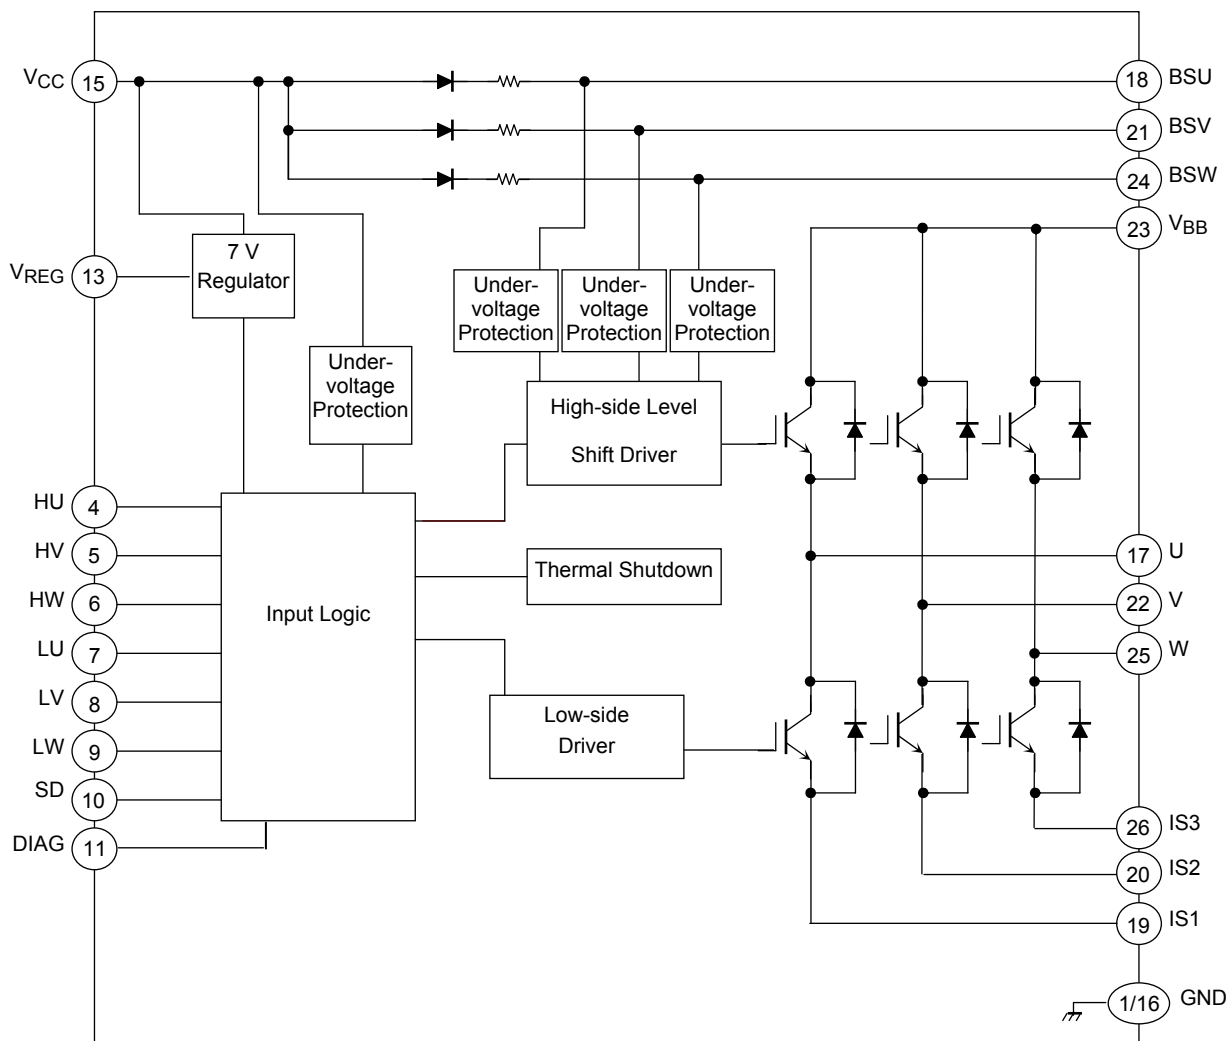 VCC 15
18 BSU
21 BSV
24 BSW
23 VBB
7 V
Regulator
VREG 13
Under-
voltage
Protection
Under-
voltage
Protection
Under-
voltage
Protection
Under-
voltage
Protection
High-side Level
Shift Driver
HU 4
HV 5
HW 6
LU 7
LV 8
LW 9
SD 10
DIAG 11
Input Logic
Thermal Shutdown
Low-side
Driver
17 U
22 V
25 W
26 IS3
20 IS2
19 IS1
1/16 GND